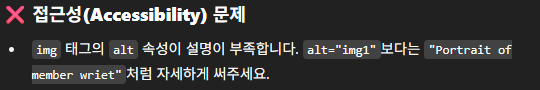 ❌ 접근성(Accessibility) 문제
• img 태그의 alt 속성이 설명이 부족합니다. alt="img1" 보다는 "Portrait of
member wriet" 처럼 자세하게 써주세요.